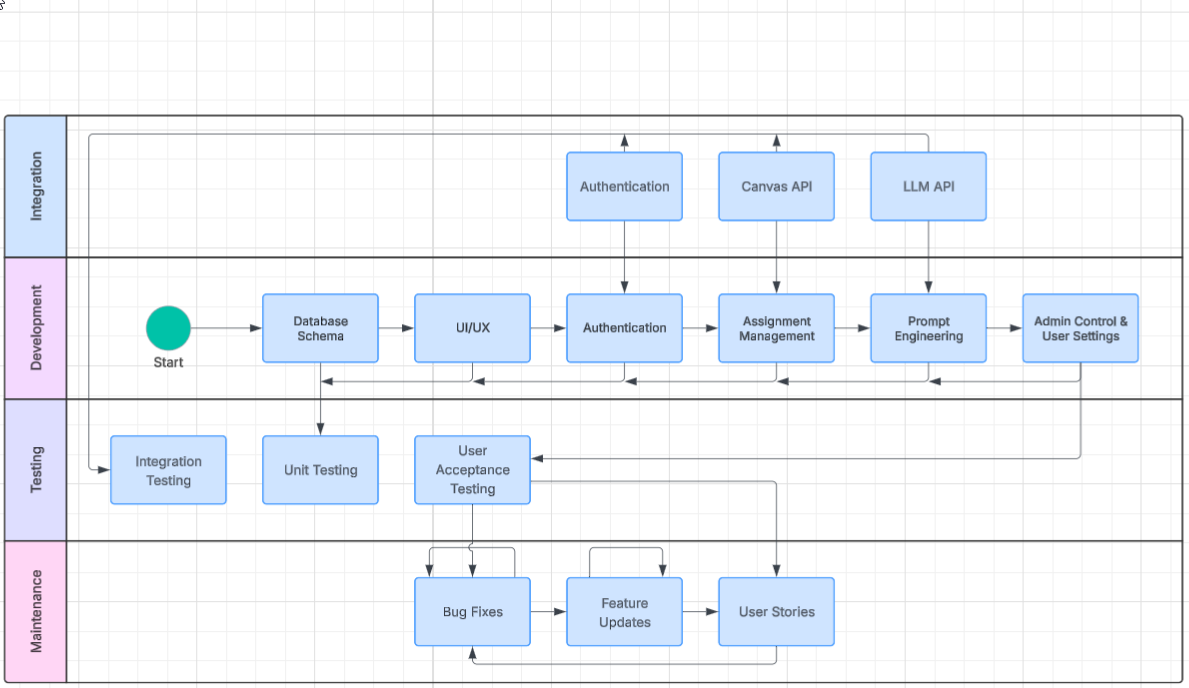 Integration
Authentication
Canvas API
LLM API
Development
Start
Database
Schema
UI/UX
Authentication
Assignment
Management
Prompt
Engineering
Admin Control &
User Settings
Testing
Integration
Testing
Unit Testing
User
Acceptance
Testing
Maintenance
Bug Fixes
Feature
Updates
User Stories